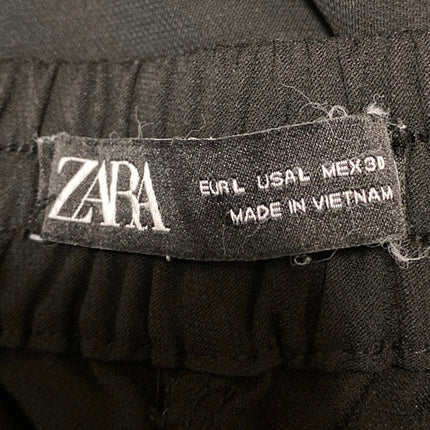 ZARA
EUR L USA L MEX 30
MADE IN VIETNAM